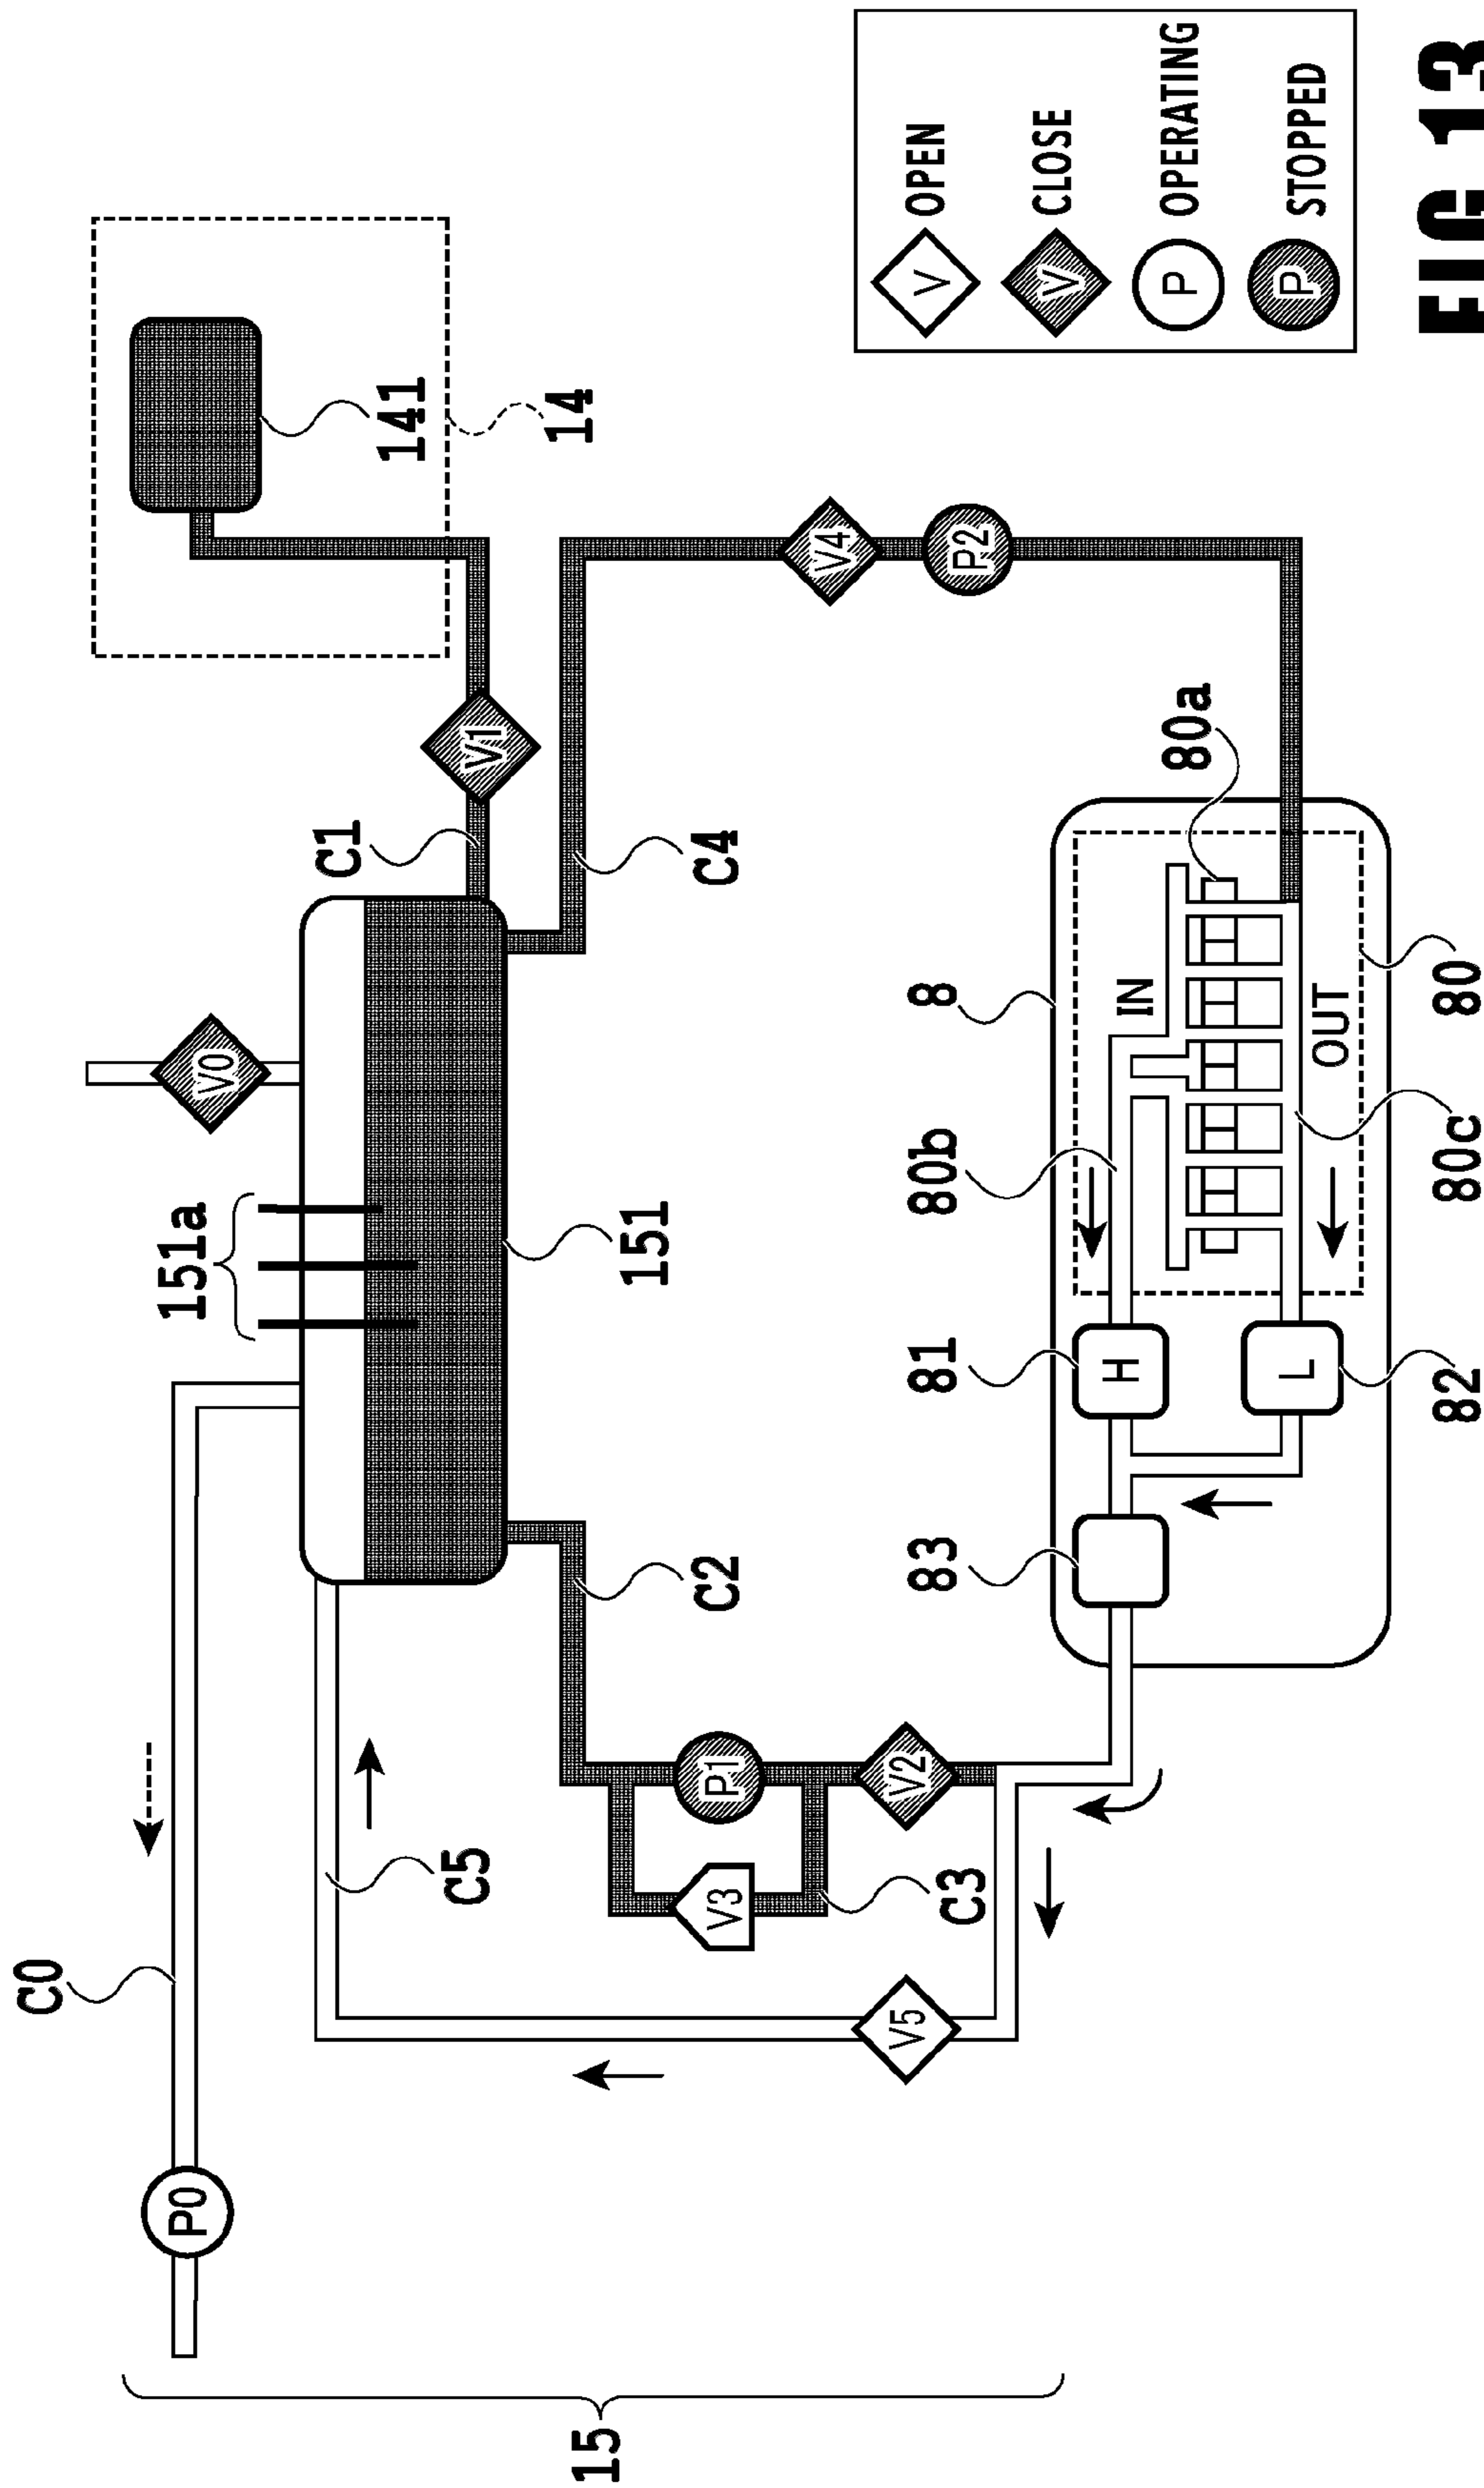 C0
P0
15
V0
151a
C1
V1
141
14
C5
151
C2
C4
P1
V3
C3
V2
V5
V4
P2
8
80b
81
83
IN
80a
H
L
OUT
80
80c
82
V OPEN
V CLOSE
P OPERATING
P STOPPED
FIG.13